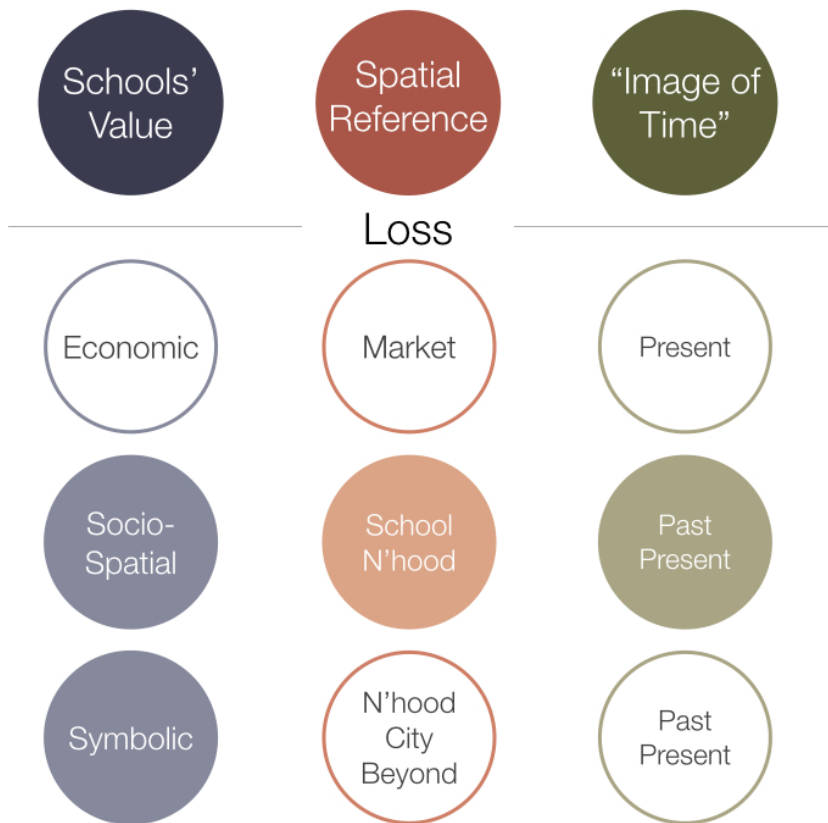 Schools’
Value
Spatial
Reference
“Image of
Time”
Loss
Economic
Market
Present
Socio-
Spatial
School
N’hood
Past
Present
Symbolic
N’hood
City
Beyond
Past
Present